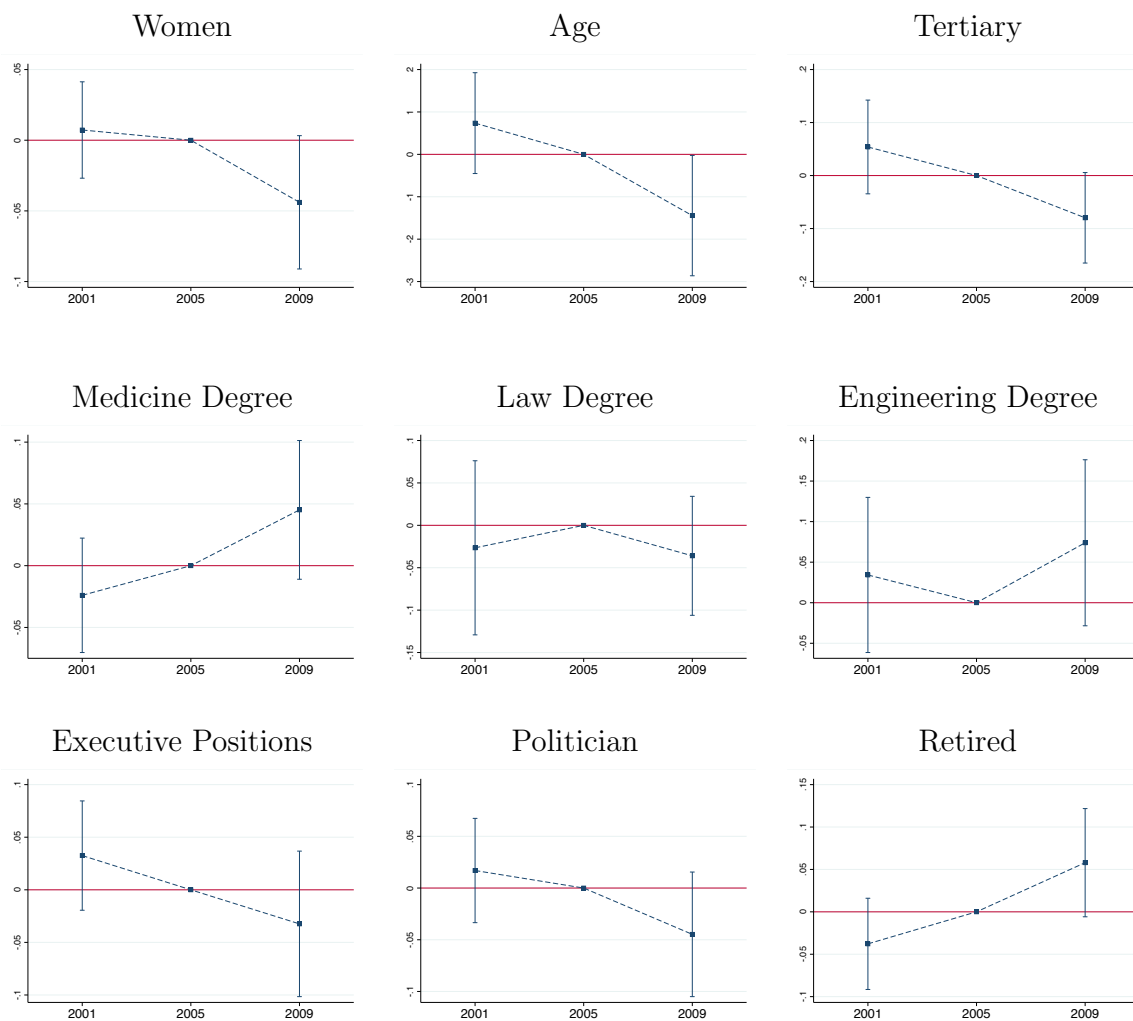 Women Age Tertiary
.05 0 -.05 -.1
2001 2005 2009
2 1 0 -1 -2 -3
2001 2005 2009
.2 .1 0 -.1 -.2
2001 2005 2009
Medicine Degree Law Degree Engineering Degree
.1 .05 0 -.05
2001 2005 2009
.1 .05 0 -.05 -.1 -.15
2001 2005 2009
.2 .15 .1 .05 0 -.05
2001 2005 2009
Executive Positions Politician Retired
.1 .05 0 -.05 -.1
2001 2005 2009
.1 .05 0 -.05 -.1
2001 2005 2009
.15 .1 .05 0 -.05 -.1
2001 2005 2009